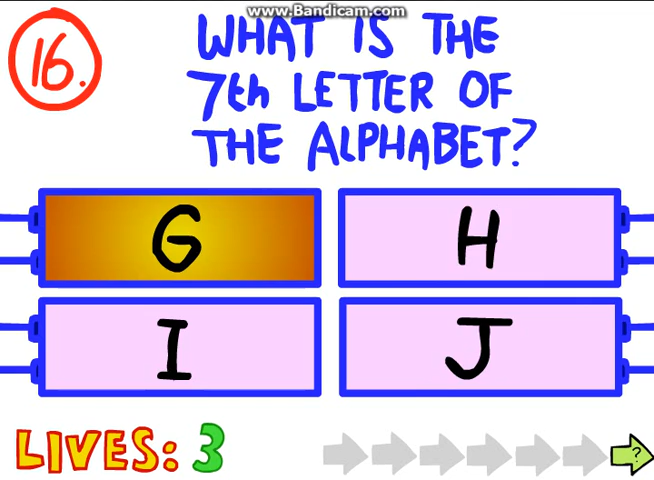 www.Bandicam.com
16.
WHAT IS THE
7th LETTER OF
THE ALPHABET?
G
H
I
J
LIVES: 3
?